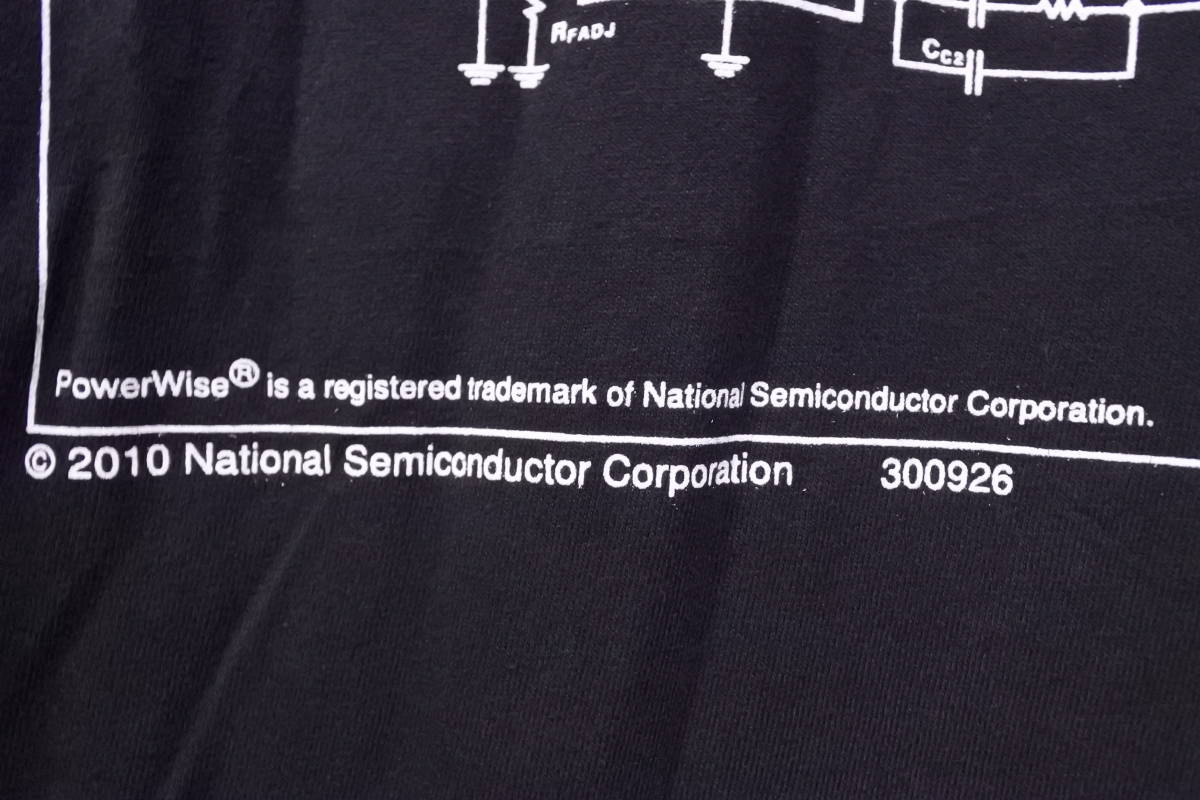 RFADJ
CC2
PowerWise® is a registered trademark of National Semiconductor Corporation.
© 2010 National Semiconductor Corporation 300926